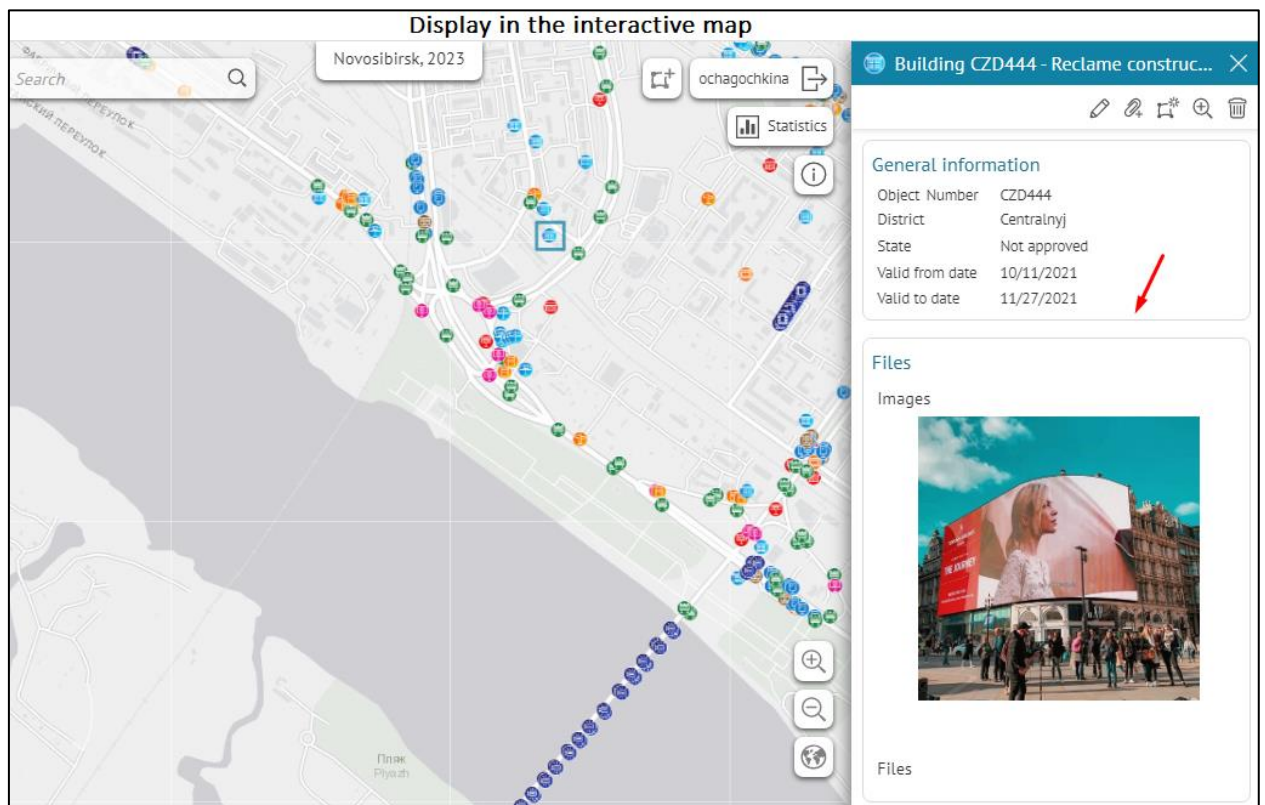 Display in the interactive map
Search
Novosibirsk, 2023
ochagochkina
Statistics
ПЕРЕУЛОК
PEREYLOK
Пляж
Plyazh
Building CZD444 - Reclame construc...
General information
Object Number CZD444
District Centralnyj
State Not approved
Valid from date 10/11/2021
Valid to date 11/27/2021
Files
Images
THE JOURNEY
Files